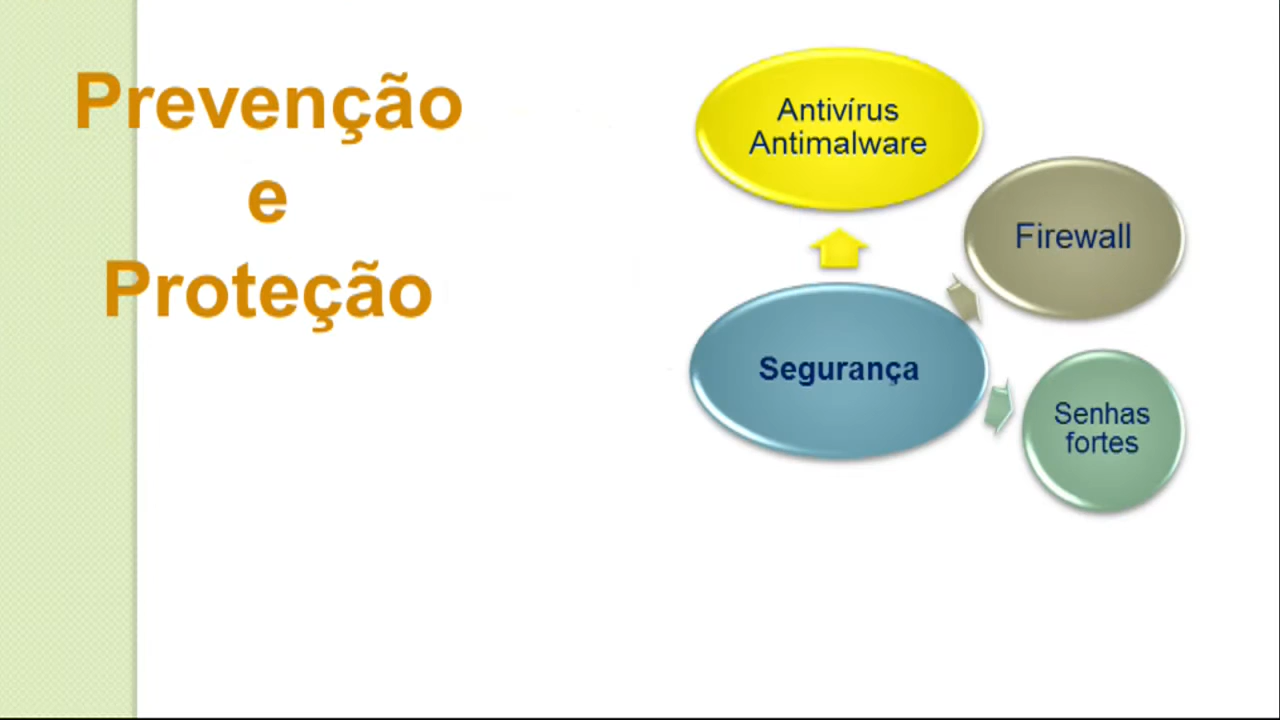 Prevenção
e
Proteção
Antivírus
Antimalware
Firewall
Segurança
Senhas
fortes